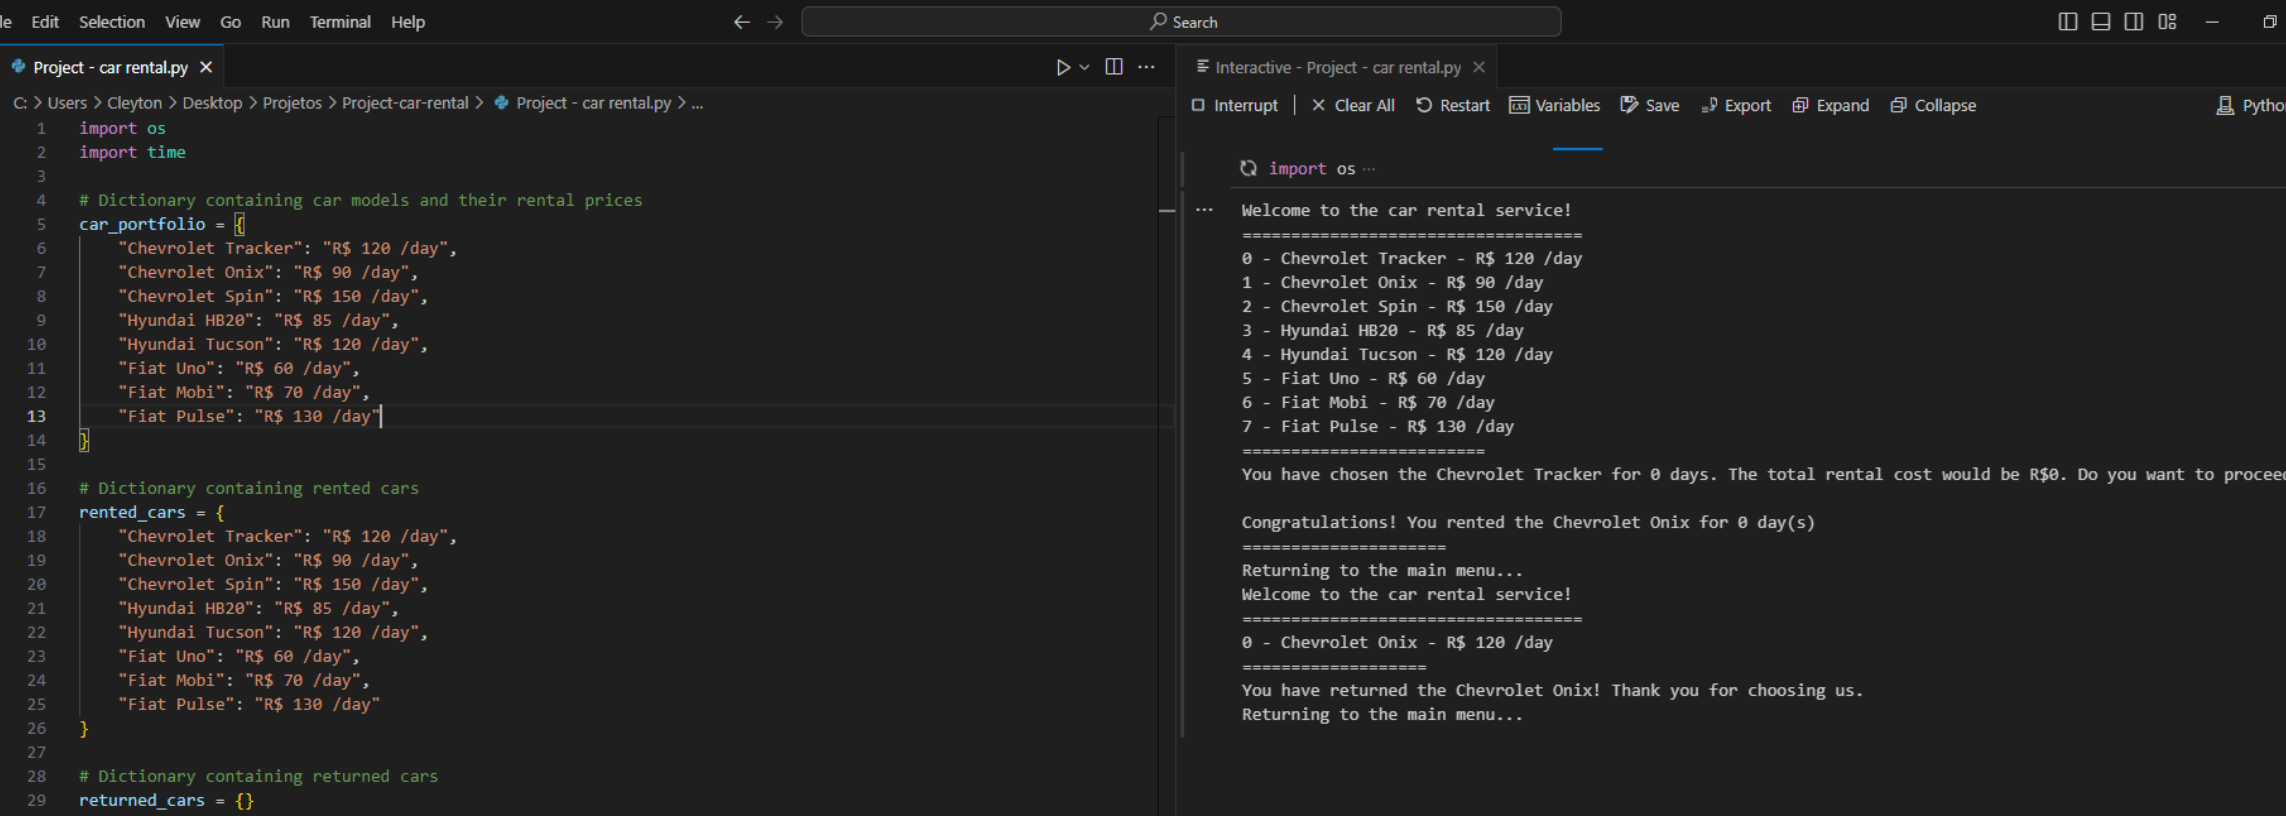 le Edit Selection View Go Run Terminal Help
Search
Project - car rental.py
C: > Users > Cleyton > Desktop > Projetos > Project-car-rental > Project - car rental.py > ...
1 import os
2 import time
3
4 # Dictionary containing car models and their rental prices
5 car_portfolio = {
6 "Chevrolet Tracker": "R$ 120 /day",
7 "Chevrolet Onix": "R$ 90 /day",
8 "Chevrolet Spin": "R$ 150 /day",
9 "Hyundai HB20": "R$ 85 /day",
10 "Hyundai Tucson": "R$ 120 /day",
11 "Fiat Uno": "R$ 60 /day",
12 "Fiat Mobi": "R$ 70 /day",
13 "Fiat Pulse": "R$ 130 /day"
14 }
15
16 # Dictionary containing rented cars
17 rented_cars = {
18 "Chevrolet Tracker": "R$ 120 /day",
19 "Chevrolet Onix": "R$ 90 /day",
20 "Chevrolet Spin": "R$ 150 /day",
21 "Hyundai HB20": "R$ 85 /day",
22 "Hyundai Tucson": "R$ 120 /day",
23 "Fiat Uno": "R$ 60 /day",
24 "Fiat Mobi": "R$ 70 /day",
25 "Fiat Pulse": "R$ 130 /day"
26 }
27
28 # Dictionary containing returned cars
29 returned_cars = {}
Interactive - Project - car rental.py
Interrupt | Clear All Restart Variables Save Export Expand Collapse Pytho
import os ...
Welcome to the car rental service!
===================================
0 - Chevrolet Tracker - R$ 120 /day
1 - Chevrolet Onix - R$ 90 /day
2 - Chevrolet Spin - R$ 150 /day
3 - Hyundai HB20 - R$ 85 /day
4 - Hyundai Tucson - R$ 120 /day
5 - Fiat Uno - R$ 60 /day
6 - Fiat Mobi - R$ 70 /day
7 - Fiat Pulse - R$ 130 /day
=========================
You have chosen the Chevrolet Tracker for 0 days. The total rental cost would be R$0. Do you want to proceed
Congratulations! You rented the Chevrolet Onix for 0 day(s)
=====================
Returning to the main menu...
Welcome to the car rental service!
===================================
0 - Chevrolet Onix - R$ 120 /day
===================
You have returned the Chevrolet Onix! Thank you for choosing us.
Returning to the main menu...